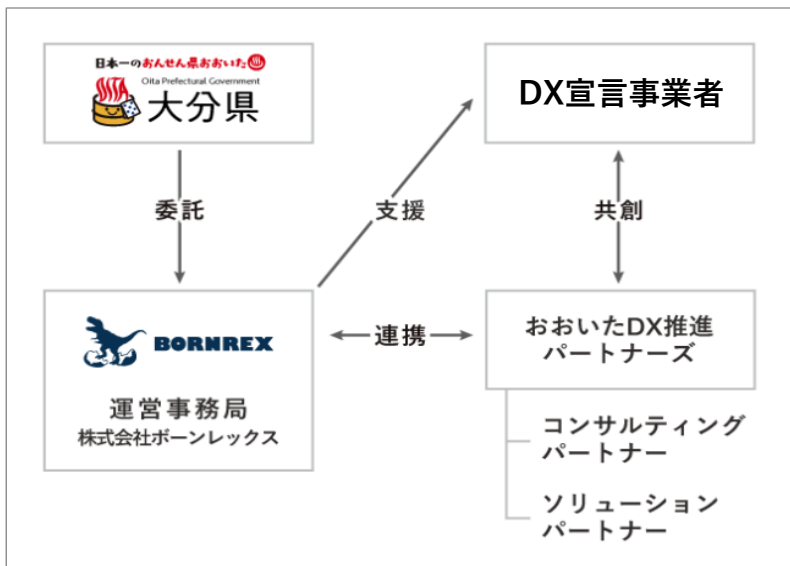 日本一のおんせん県おおいた
OITA
Oita Prefectural Government
大分県
DX宣言事業者
委託
支援
共創
BORNREX
運営事務局
株式会社ボーンレックス
連携
おおいたDX推進
パートナーズ
コンサルティング
パートナー
ソリューション
パートナー